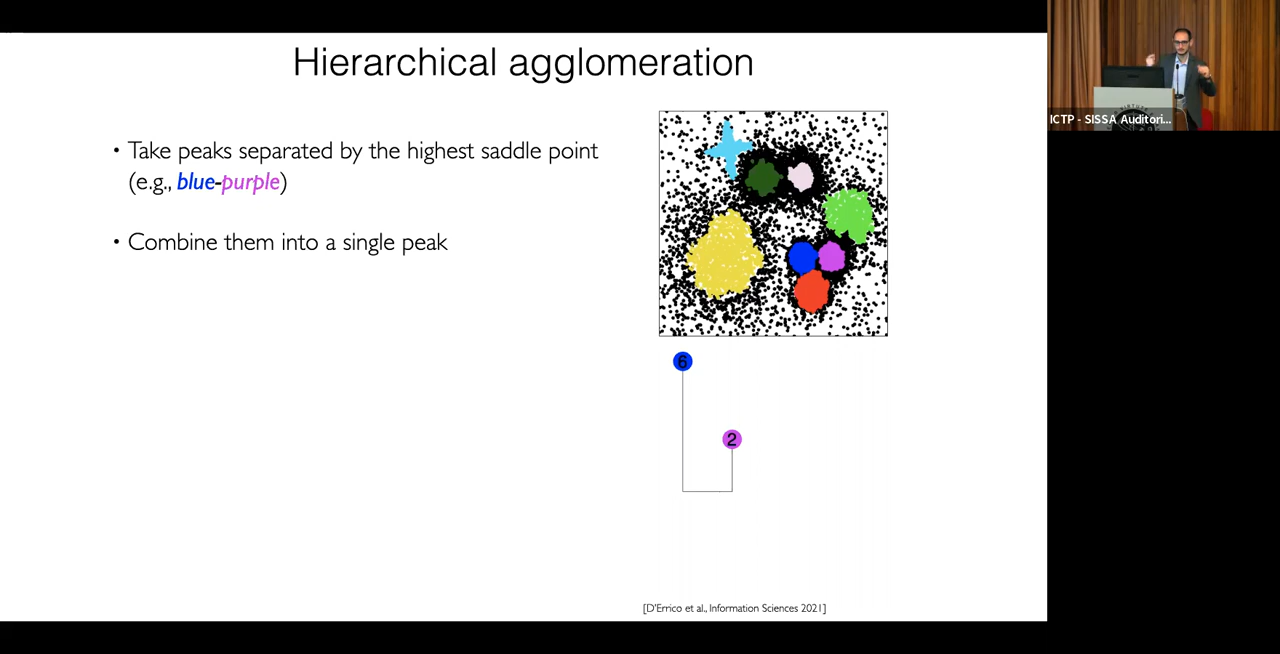 Hierarchical agglomeration
• Take peaks separated by the highest saddle point
(e.g., blue-purple)
• Combine them into a single peak
6
2
[D'Errico et al., Information Sciences 2021]
ICTP - SISSA Auditori...